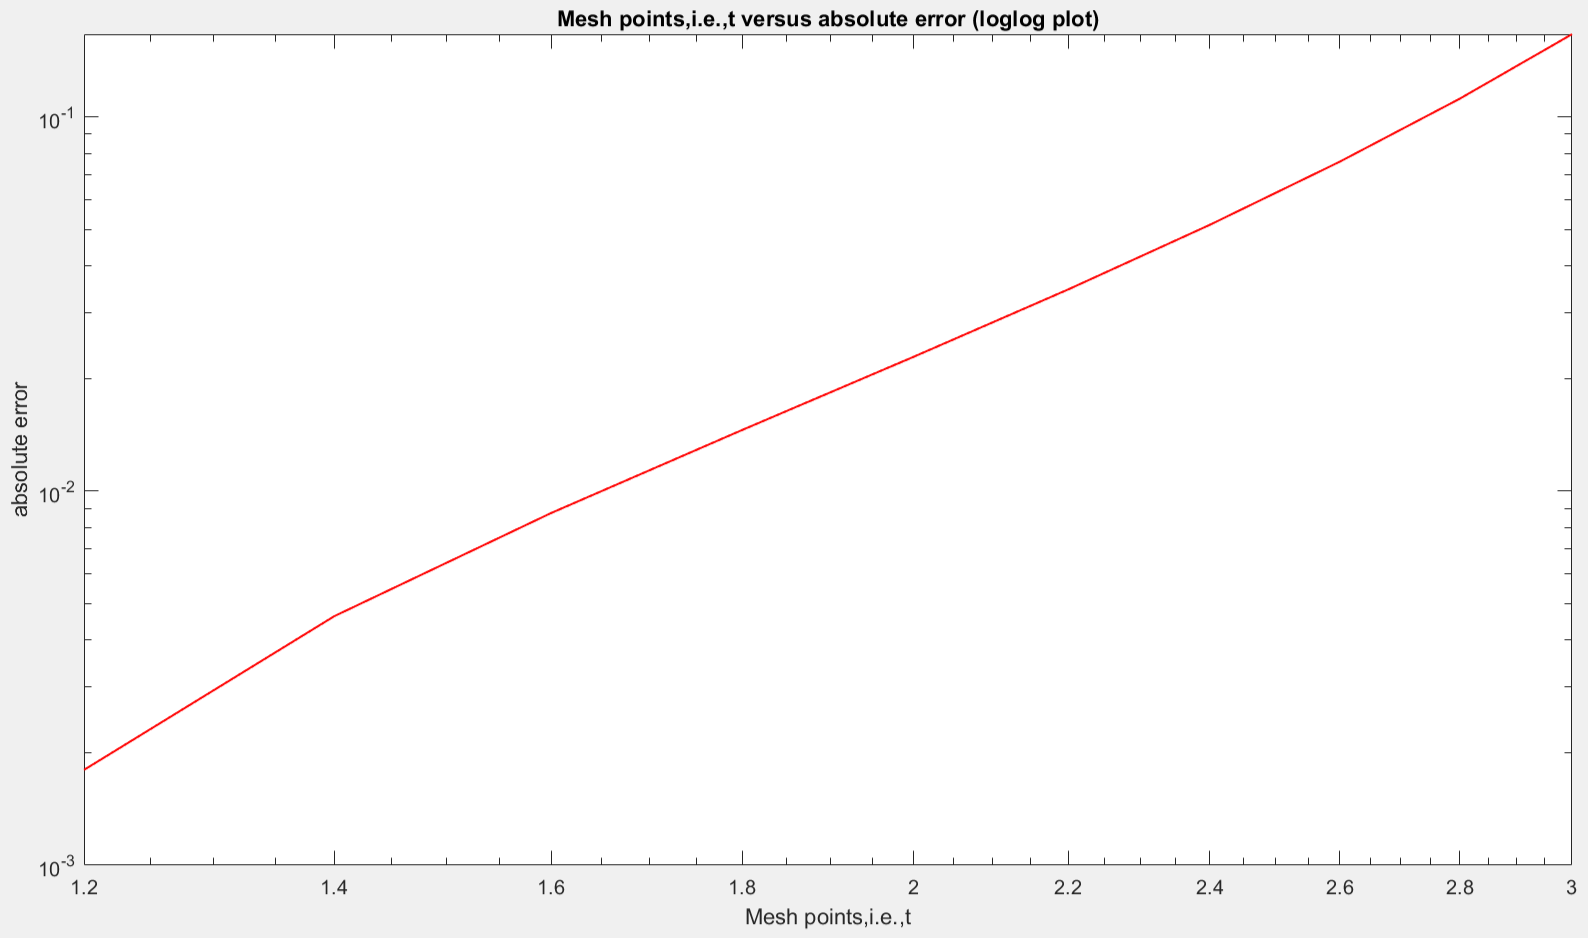 Mesh points,i.e.,t versus absolute error (loglog plot)
10-1
10-2
10-3
absolute error
1.2 1.4 1.6 1.8 2 2.2 2.4 2.6 2.8 3
Mesh points,i.e.,t